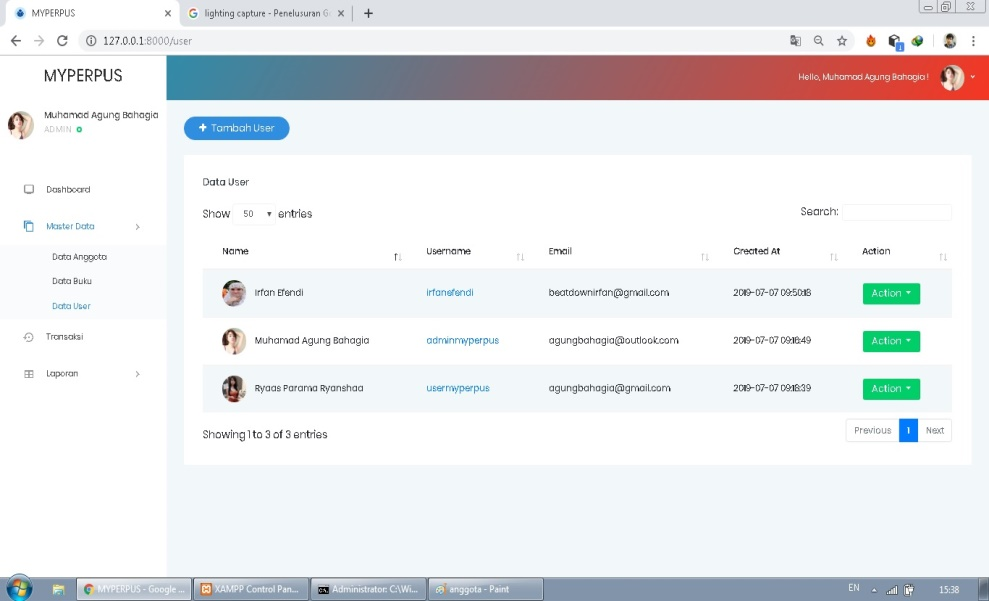 MYPERPUS
lighting capture - Penelusuran G
127.0.0.1:8000/user
MYPERPUS
Hello, Muhamad Agung Bahagia !
Muhamad Agung Bahagia
ADMIN
+ Tambah User
Dashboard
Master Data
Data Anggota
Data Buku
Data User
Transaksi
Laporan
Data User
Show 50 entries
Search:
Name Username Email Created At Action
Irfan Efendi irfanefendi beatdownirfan@gmail.com 2019-07-07 09:50:18 Action
Muhamad Agung Bahagia adminmyperpus agungbahagia@outlook.com 2019-07-07 09:16:49 Action
Ryaas Parama Ryanshaa usermyperpus agungbahagia@gmail.com 2019-07-07 09:18:39 Action
Showing 1 to 3 of 3 entries
Previous 1 Next
MYPERPUS - Google ...
XAMPP Control Pan...
Administrator: C:\Wi...
anggota - Paint
EN
15:38